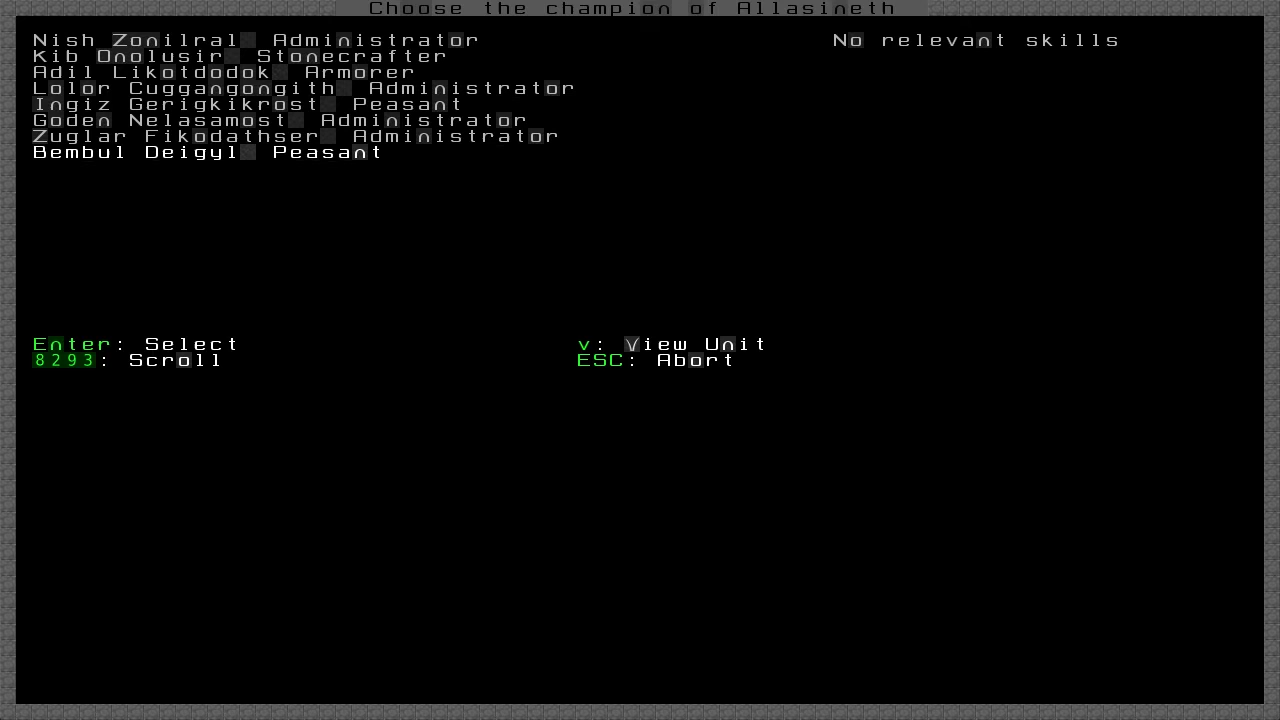 Choose the champion of Allasineth
Nish Zonilral, Administrator
No relevant skills
Kib Onolusir, Stonecrafter
Adil Likotdodok, Armorer
Lolor Cuggangongith, Administrator
Ingiz Gerigkikrost, Peasant
Goden Nelasamost, Administrator
Zuglar Fikodathser, Administrator
Bembul Deigyl, Peasant
Enter: Select
v: View Unit
8293: Scroll
ESC: Abort